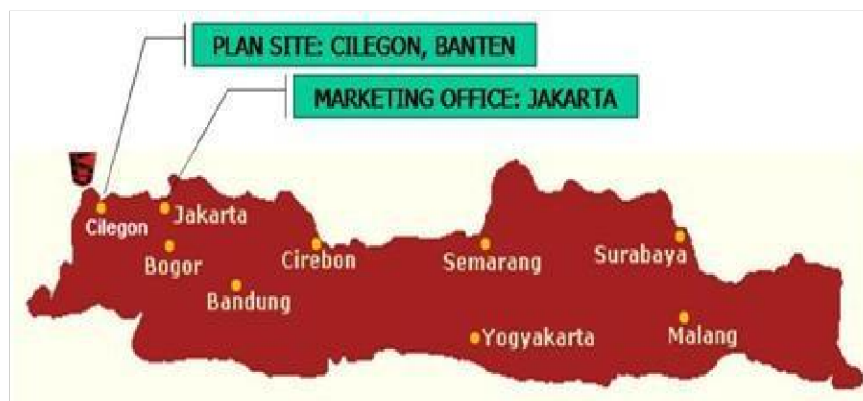 PLAN SITE: CILEGON, BANTEN
MARKETING OFFICE: JAKARTA
Cilegon
Jakarta
Bogor
Bandung
Cirebon
Semarang
Surabaya
Yogyakarta
Malang